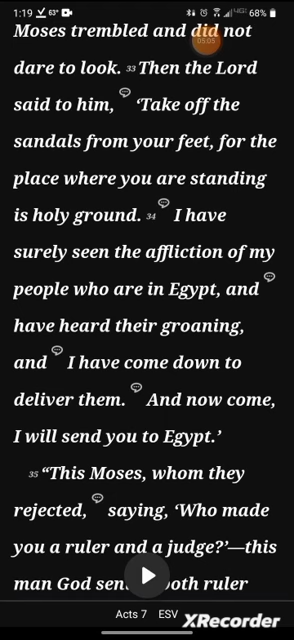 1:19 63° 4G 68%
05:05
Moses trembled and did not
dare to look. 33 Then the Lord
said to him, ‘Take off the
sandals from your feet, for the
place where you are standing
is holy ground. 34 I have
surely seen the affliction of my
people who are in Egypt, and
have heard their groaning,
and I have come down to
deliver them. And now come,
I will send you to Egypt.’
35 “This Moses, whom they
rejected, saying, ‘Who made
you a ruler and a judge?’—this
man God sent both ruler
Acts 7 ESV
XRecorder